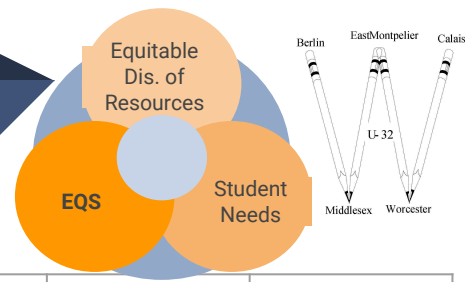 Equitable
Dis. of
Resources
EQS
Student
Needs
Berlin
EastMontpelier
Calais
U-32
Middlesex
Worcester